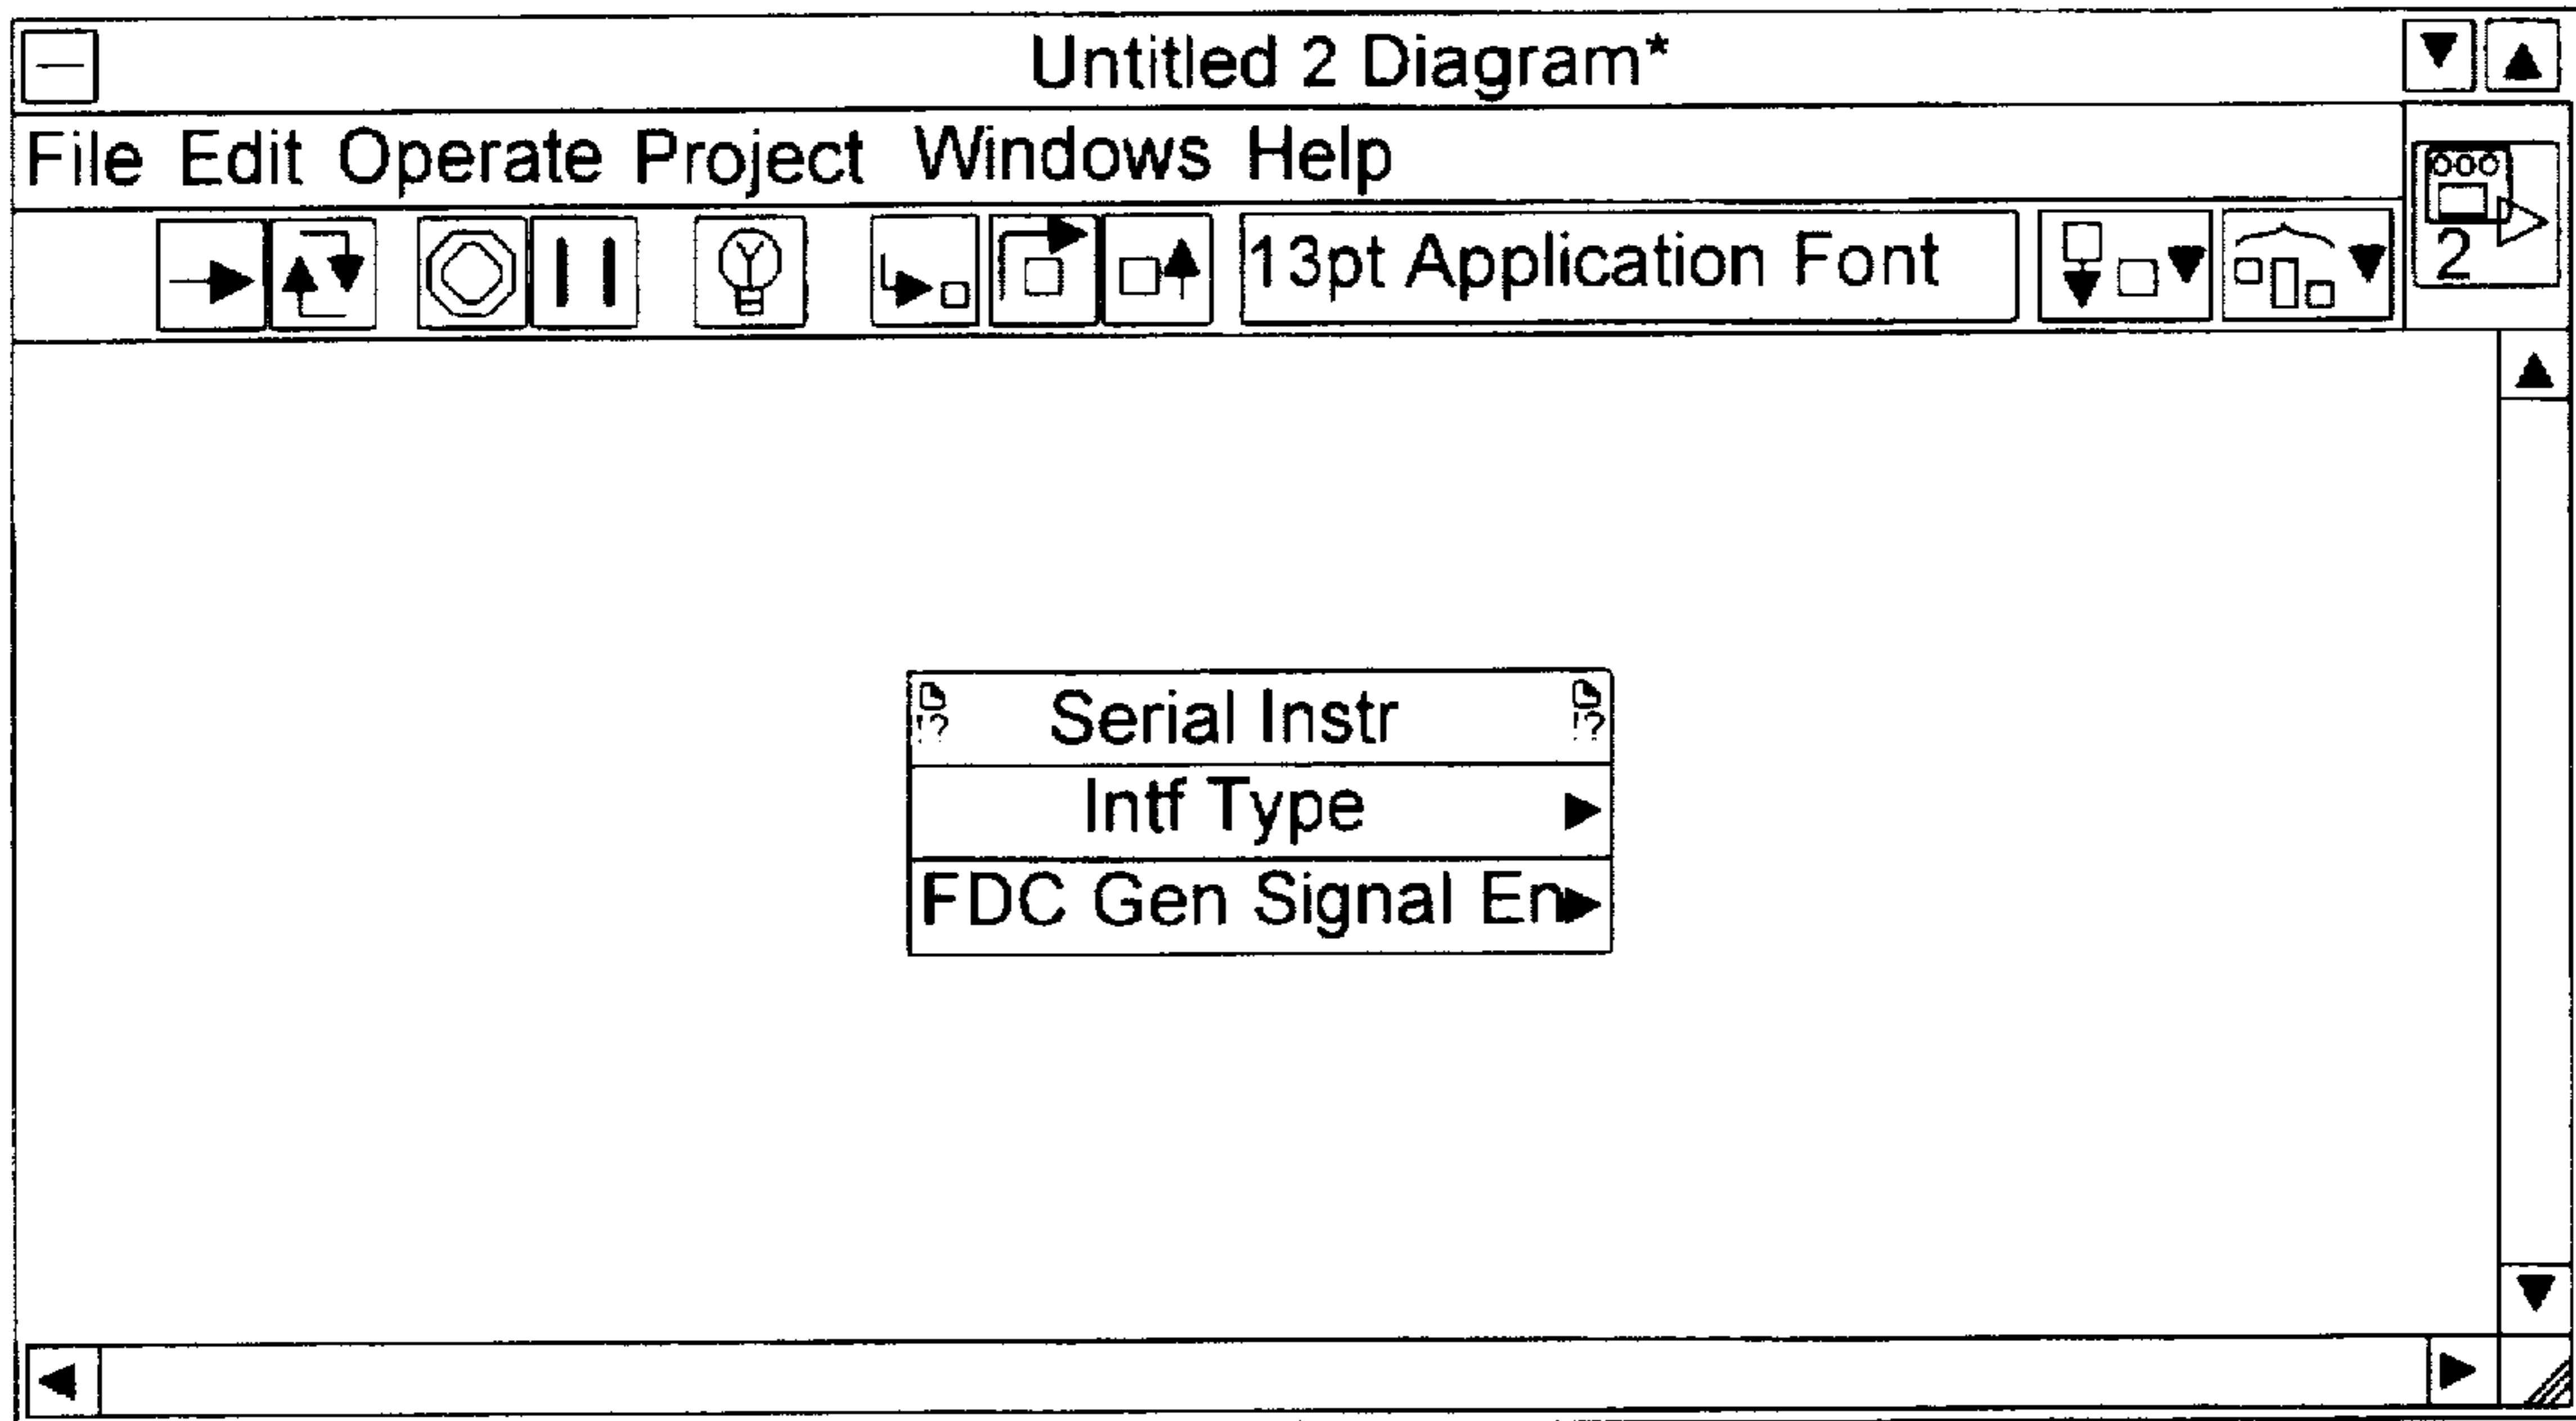 Untitled 2 Diagram*
File Edit Operate Project Windows Help
13pt Application Font
2
!? Serial Instr !?
Intf Type
FDC Gen Signal En